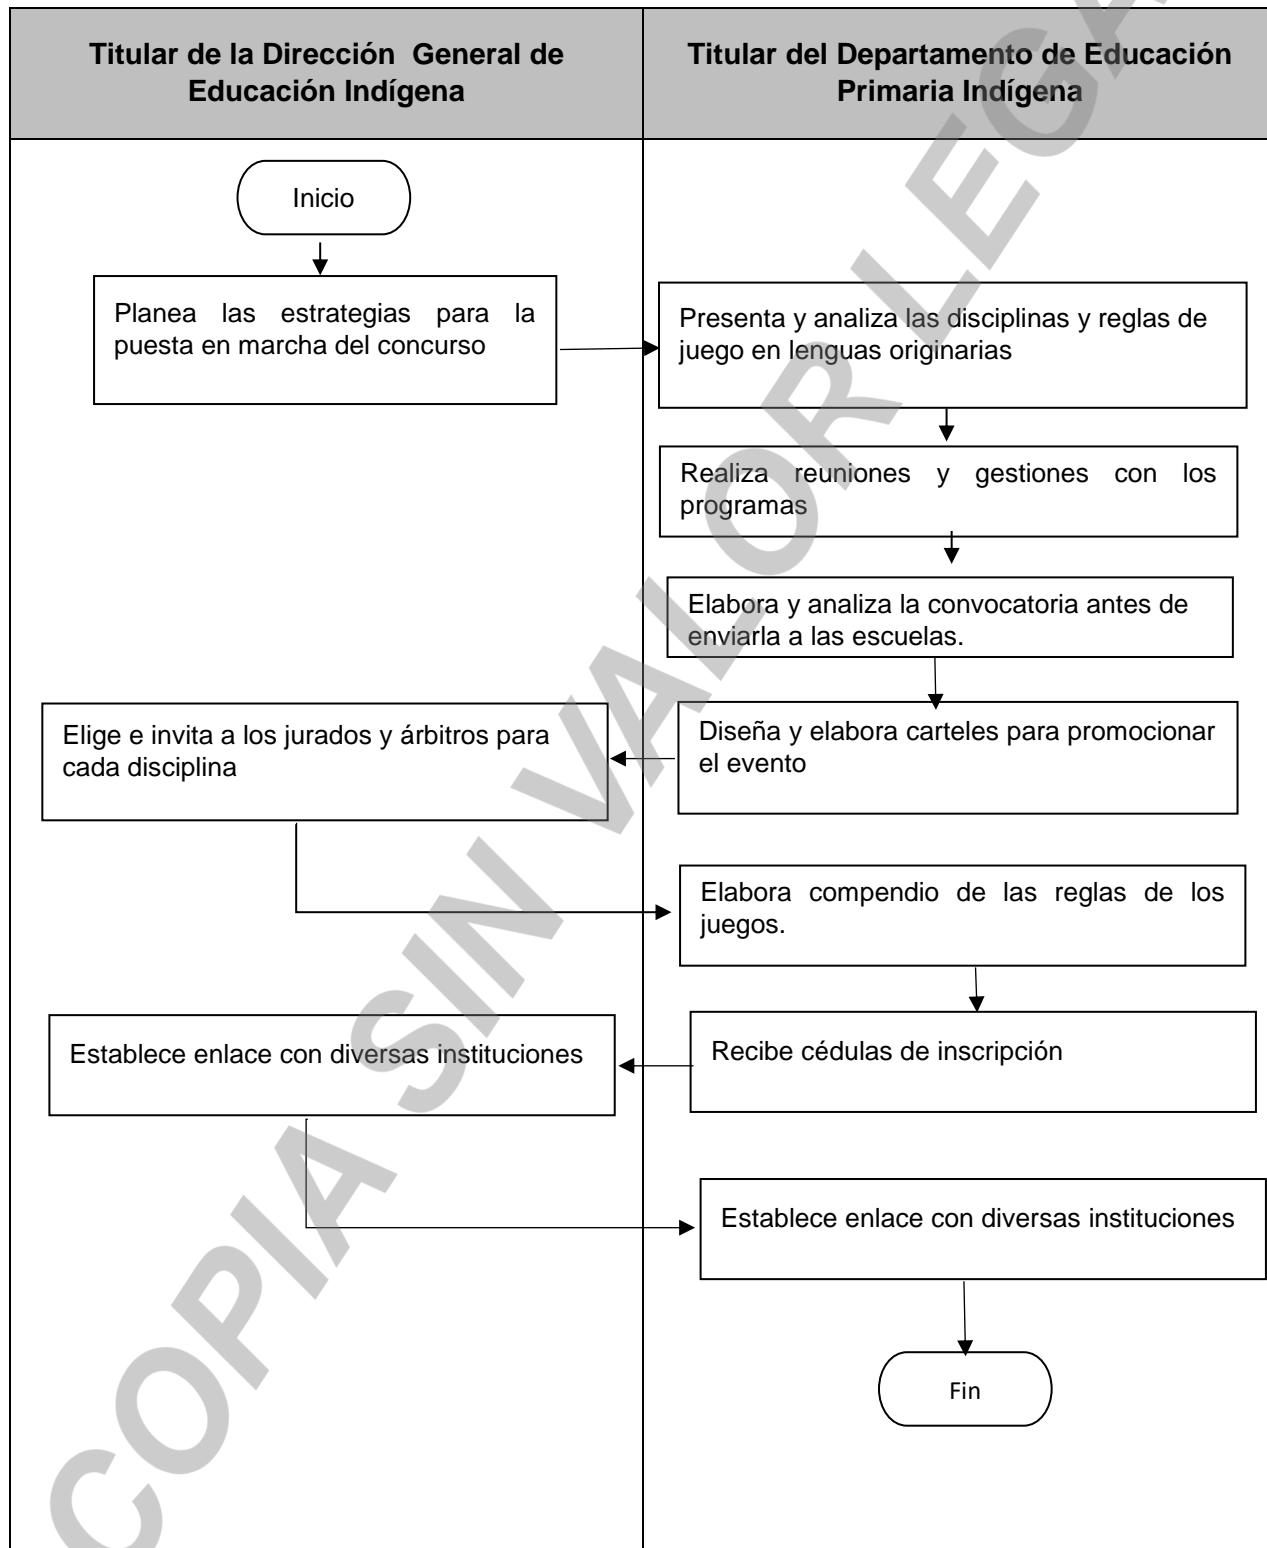 Titular de la Dirección General de
Educación Indígena
Titular del Departamento de Educación
Primaria Indígena
Inicio
Planea las estrategias para la
puesta en marcha del concurso
Presenta y analiza las disciplinas y reglas de
juego en lenguas originarias
Realiza reuniones y gestiones con los
programas
Elabora y analiza la convocatoria antes de
enviarla a las escuelas.
Diseña y elabora carteles para promocionar
el evento
Elige e invita a los jurados y árbitros para
cada disciplina
Elabora compendio de las reglas de los
juegos.
Recibe cédulas de inscripción
Establece enlace con diversas instituciones
Establece enlace con diversas instituciones
Fin
COPIA SIN VALOR LEGA